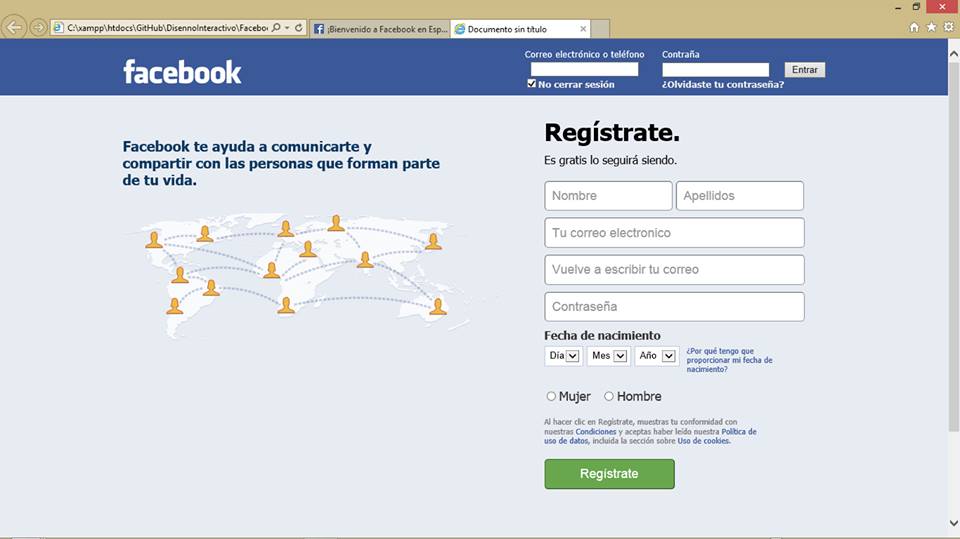 C:\xampp\htdocs\GitHub\DisennoInteractivo\Facebo
¡Bienvenido a Facebook en Esp...
Documento sin título
facebook
Correo electrónico o teléfono
Contraña
Entrar
No cerrar sesión
¿Olvidaste tu contraseña?
Facebook te ayuda a comunicarte y
compartir con las personas que forman parte
de tu vida.
Regístrate.
Es gratis lo seguirá siendo.
Nombre
Apellidos
Tu correo electronico
Vuelve a escribir tu correo
Contraseña
Fecha de nacimiento
Día
Mes
Año
¿Por qué tengo que
proporcionar mi fecha de
nacimiento?
Mujer
Hombre
Al hacer clic en Regístrate, muestras tu conformidad con
nuestras Condiciones y aceptas haber leído nuestra Política de
uso de datos, incluida la sección sobre Uso de cookies.
Regístrate